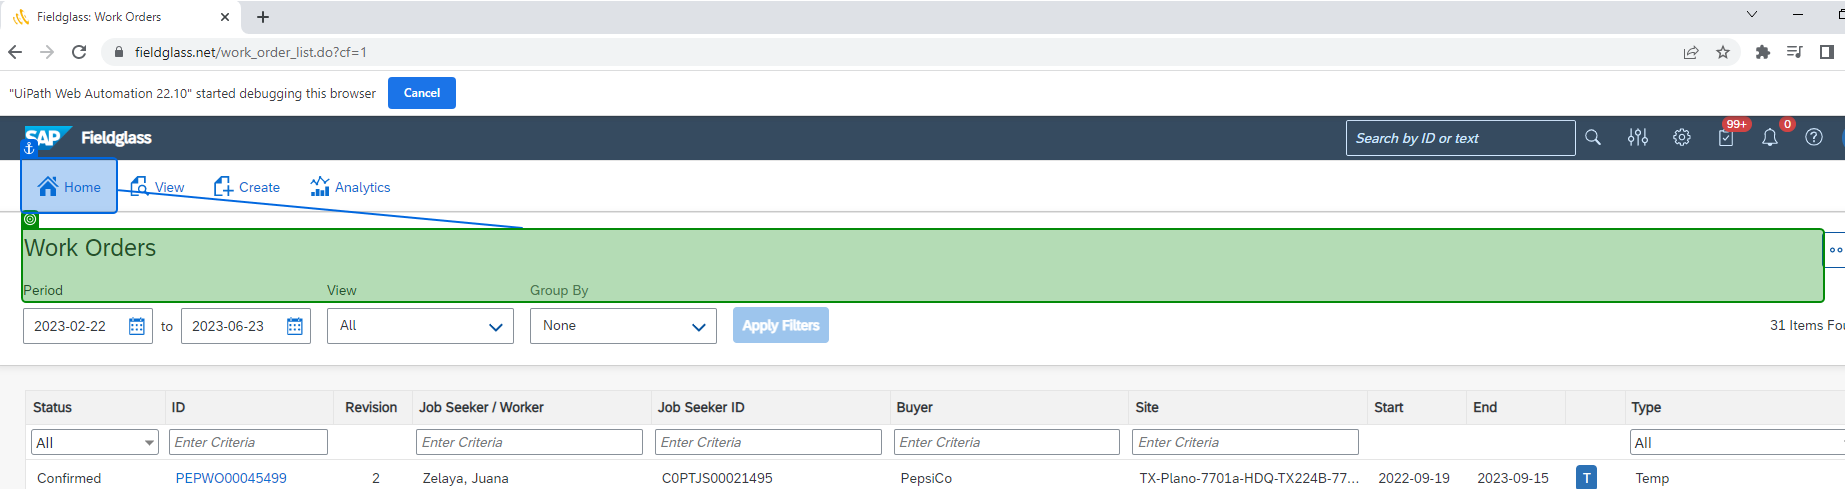 Fieldglass: Work Orders
fieldglass.net/work_order_list.do?cf=1
"UiPath Web Automation 22.10" started debugging this browser Cancel
SAP Fieldglass Search by ID or text 99+ 0
Home View Create Analytics
Work Orders
Period View Group By
2023-02-22 to 2023-06-23 All None Apply Filters 31 Items Fou
Status ID Revision Job Seeker / Worker Job Seeker ID Buyer Site Start End Type
All Enter Criteria Enter Criteria Enter Criteria Enter Criteria Enter Criteria All
Confirmed PEPWO00045499 2 Zelaya, Juana C0PTJS00021495 PepsiCo TX-Plano-7701a-HDQ-TX224B-77... 2022-09-19 2023-09-15 T Temp